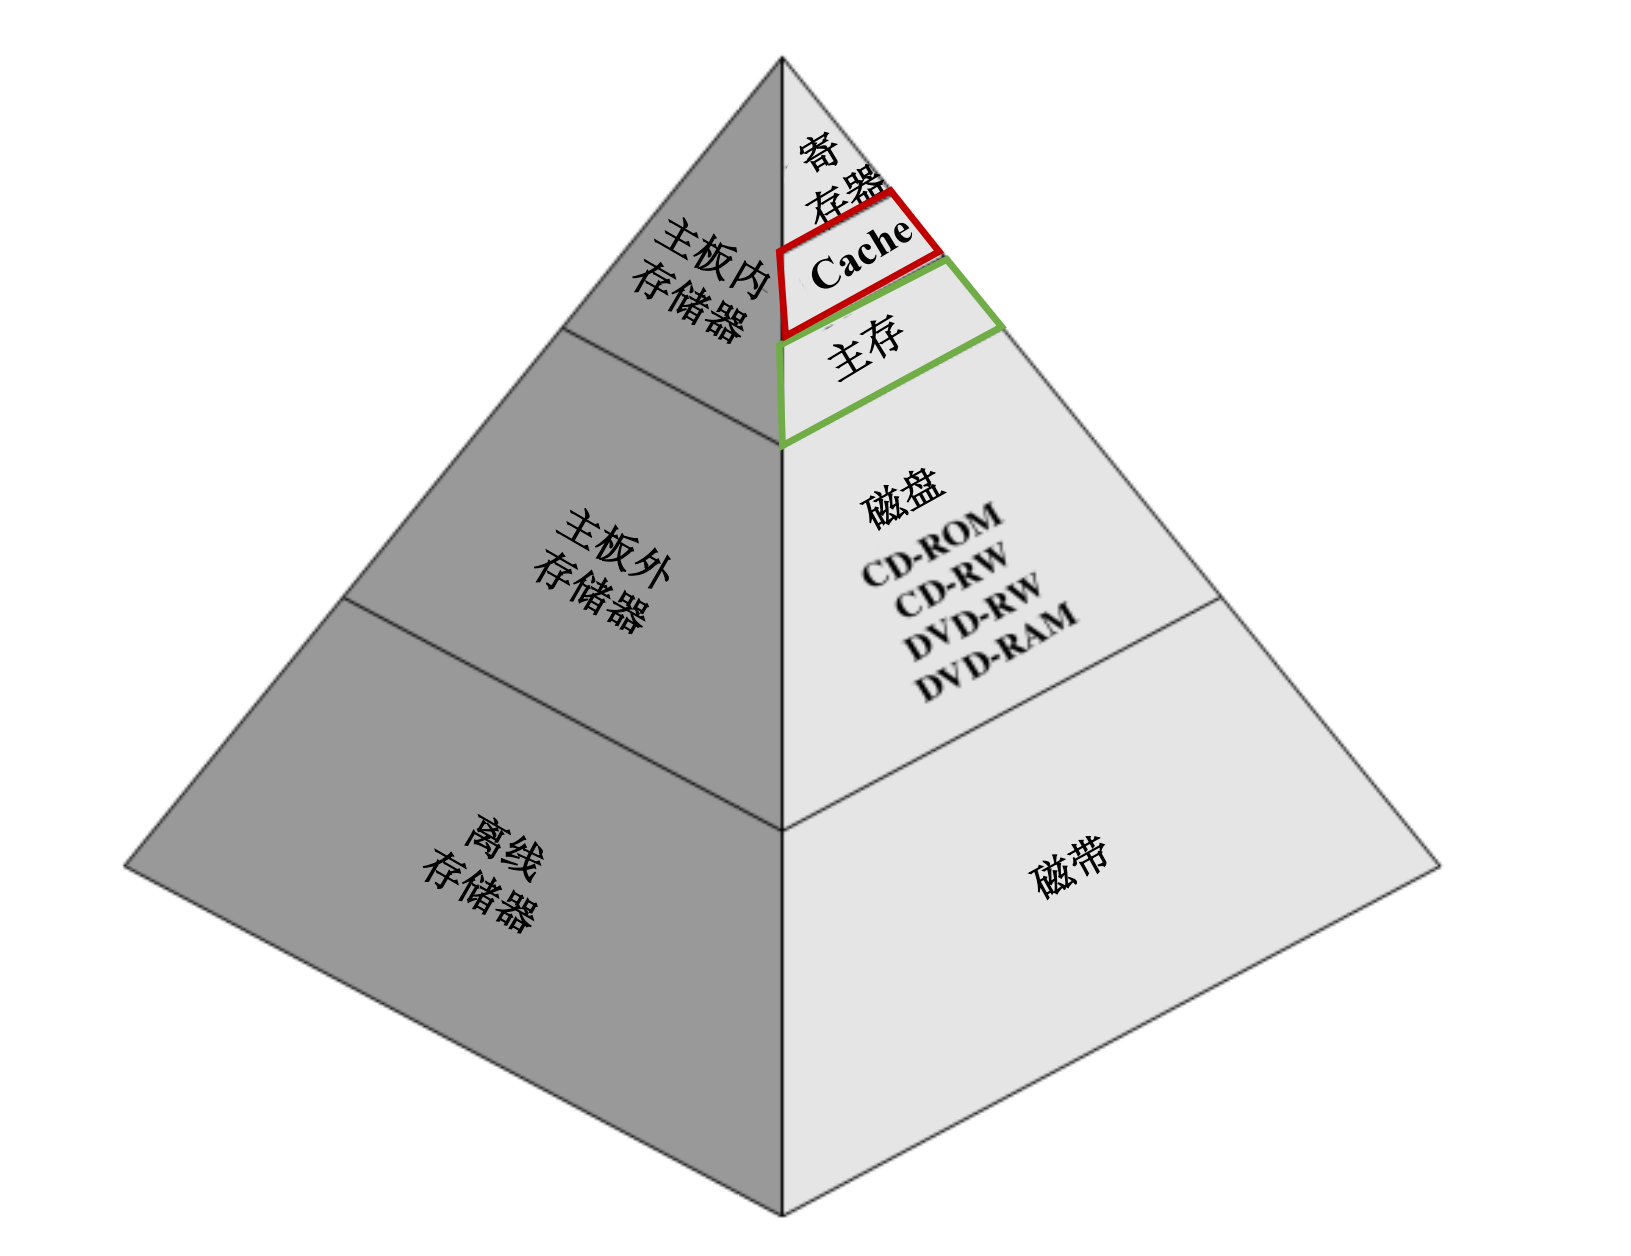 寄
存器
Cache
主存
主板内
存储器
磁盘
CD-ROM
CD-RW
DVD-RW
DVD-RAM
主板外
存储器
磁带
离线
存储器